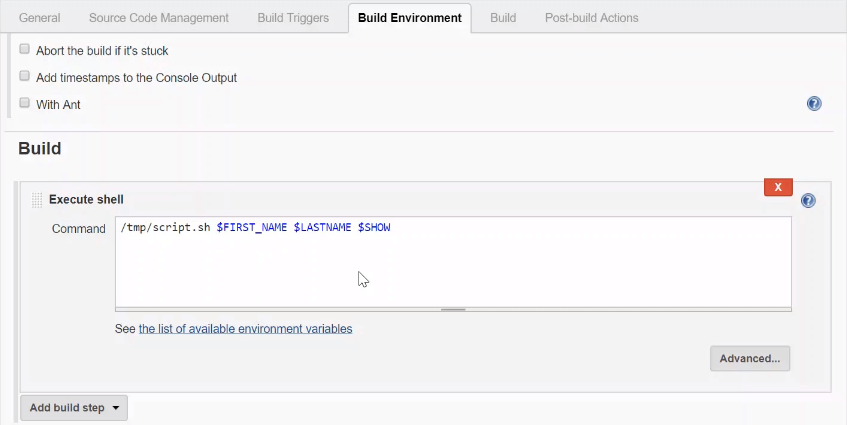 General Source Code Management Build Triggers Build Environment Build Post-build Actions
Abort the build if it's stuck
Add timestamps to the Console Output
With Ant
?
Build
X
Execute shell
?
Command
/tmp/script.sh $FIRST_NAME $LASTNAME $SHOW
See the list of available environment variables
Advanced...
Add build step